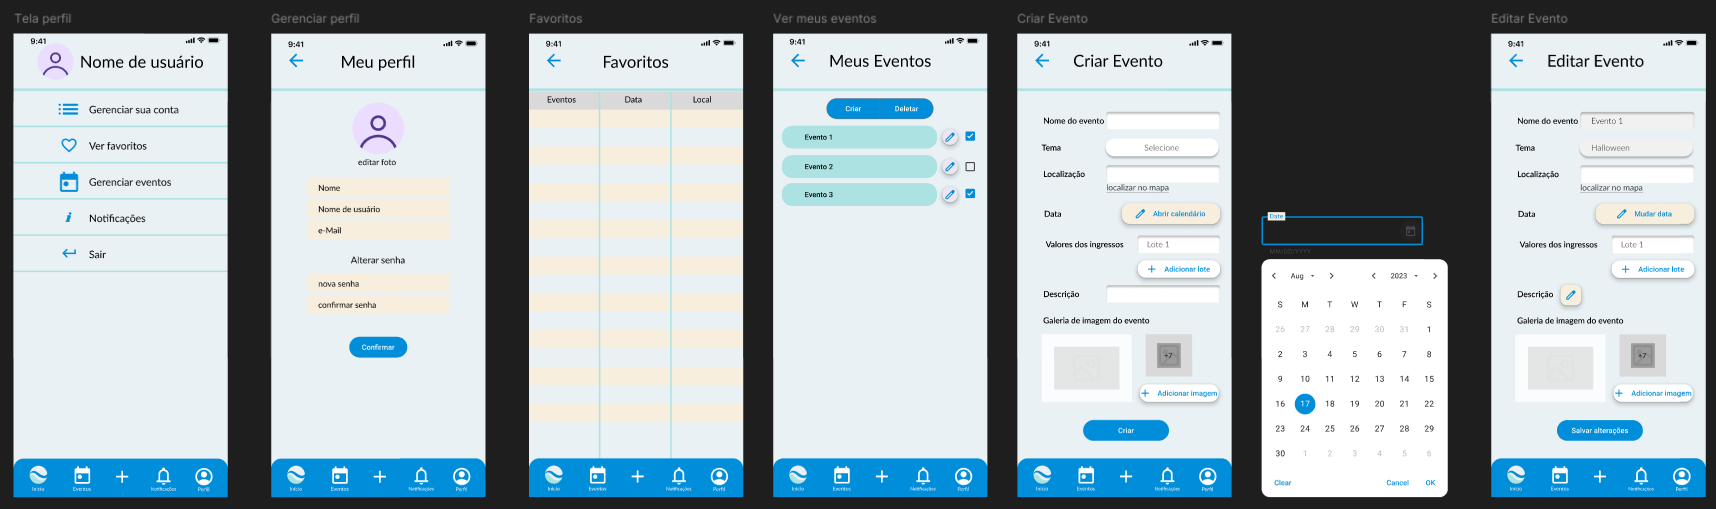 Tela perfil
9:41
Nome de usuário
Gerenciar sua conta
Ver favoritos
Gerenciar eventos
Notificações
Sair
Início
Eventos
Notificações
Perfil
Gerenciar perfil
9:41
Meu perfil
editar foto
Nome
Nome de usuário
e-Mail
Alterar senha
nova senha
confirmar senha
Confirmar
Início
Eventos
Notificações
Perfil
Favoritos
9:41
Favoritos
Eventos Data Local
Início
Eventos
Notificações
Perfil
Ver meus eventos
9:41
Meus Eventos
Criar Deletar
Evento 1
Evento 2
Evento 3
Início
Eventos
Notificações
Perfil
Criar Evento
9:41
Criar Evento
Nome do evento
Tema Selecione
Localização
localizar no mapa
Data Abrir calendário
Valores dos ingressos Lote 1
+ Adicionar lote
Descrição
Galeria de imagem do evento
+7
+ Adicionar imagem
Criar
Início
Eventos
Notificações
Perfil
Date
MM/DD/YYYY
Aug 2023
S M T W T F S
26 27 28 29 30 31 1
2 3 4 5 6 7 8
9 10 11 12 13 14 15
16 17 18 19 20 21 22
23 24 25 26 27 28 29
30 1 2 3 4 5 6
Clear Cancel OK
Editar Evento
9:41
Editar Evento
Nome do evento Evento 1
Tema Halloween
Localização
localizar no mapa
Data Mudar data
Valores dos ingressos Lote 1
+ Adicionar lote
Descrição
Galeria de imagem do evento
+7
+ Adicionar imagem
Salvar alterações
Início
Eventos
Notificações
Perfil